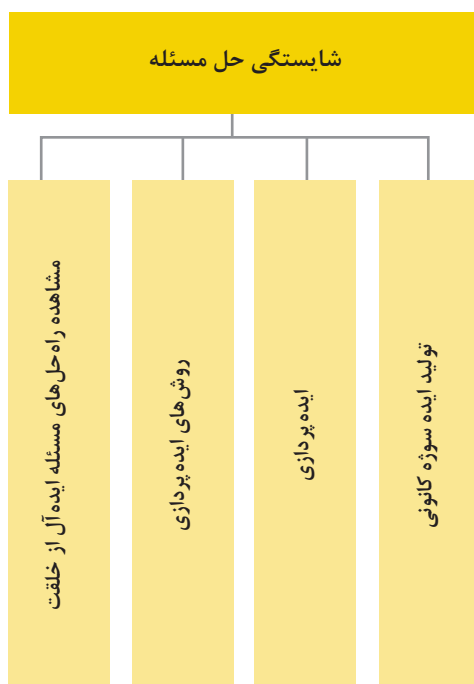 شایستگی حل مسئله
تولید ایده سوژه کانونی
ایده پردازی
روش‌های ایده‌پردازی
مشاهده راه‌حل‌های مسئله ایده‌آل از خلقت